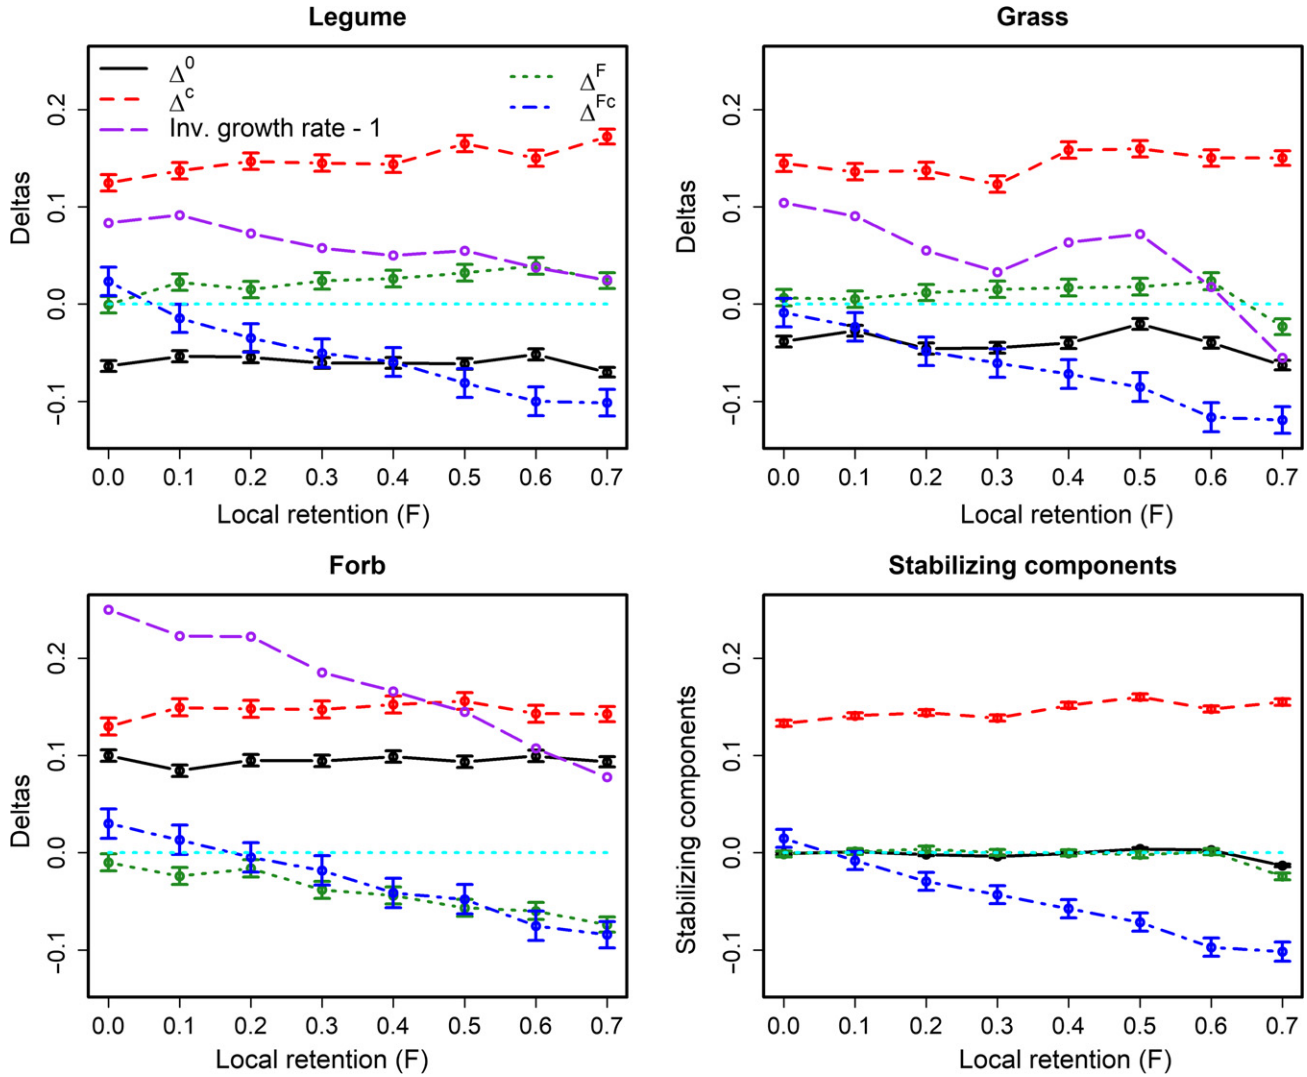 Legume
Δ0
Δc
Inv. growth rate - 1
ΔF
ΔFc
Deltas
0.2
0.1
0.0
−0.1
0.0 0.1 0.2 0.3 0.4 0.5 0.6 0.7
Local retention (F)
Grass
Deltas
0.2
0.1
0.0
−0.1
0.0 0.1 0.2 0.3 0.4 0.5 0.6 0.7
Local retention (F)
Forb
Deltas
0.2
0.1
0.0
−0.1
0.0 0.1 0.2 0.3 0.4 0.5 0.6 0.7
Local retention (F)
Stabilizing components
Stabilizing components
0.2
0.1
0.0
−0.1
0.0 0.1 0.2 0.3 0.4 0.5 0.6 0.7
Local retention (F)